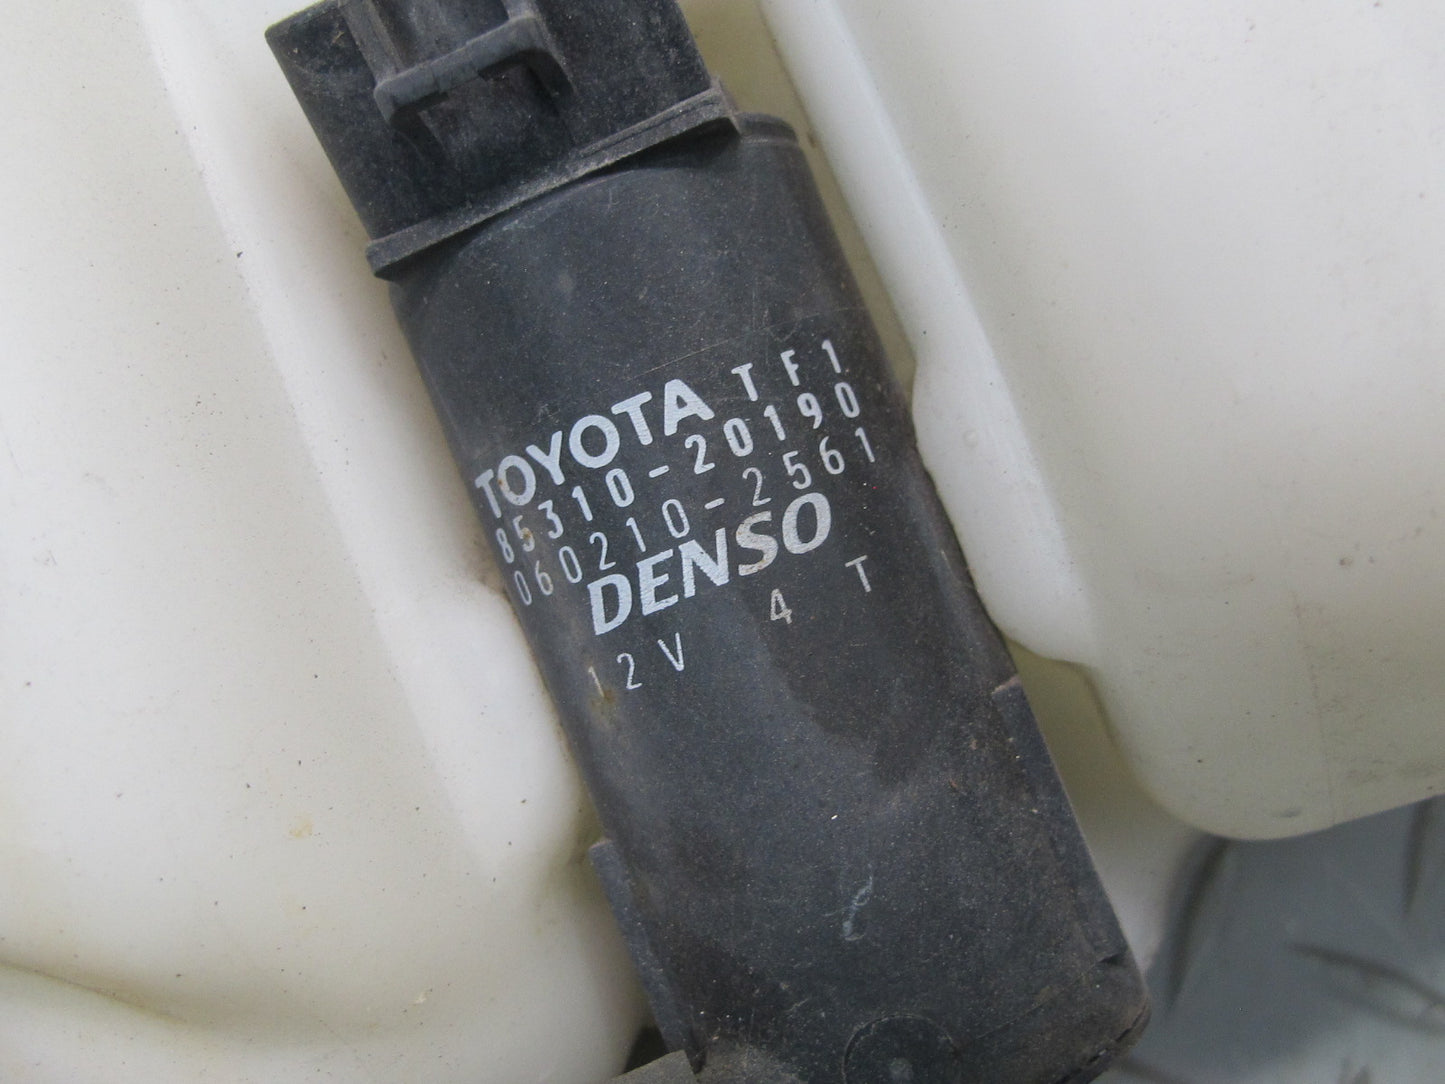 TOYOTA TF1
85310-20190
060210-2561
DENSO
12V 4 T